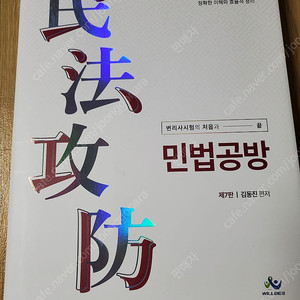 정확한 이해와 효율적 정리
民法攻防
변리사시험의 처음과 끝
민법공방
제7판 | 김동진 편저
WILLBES